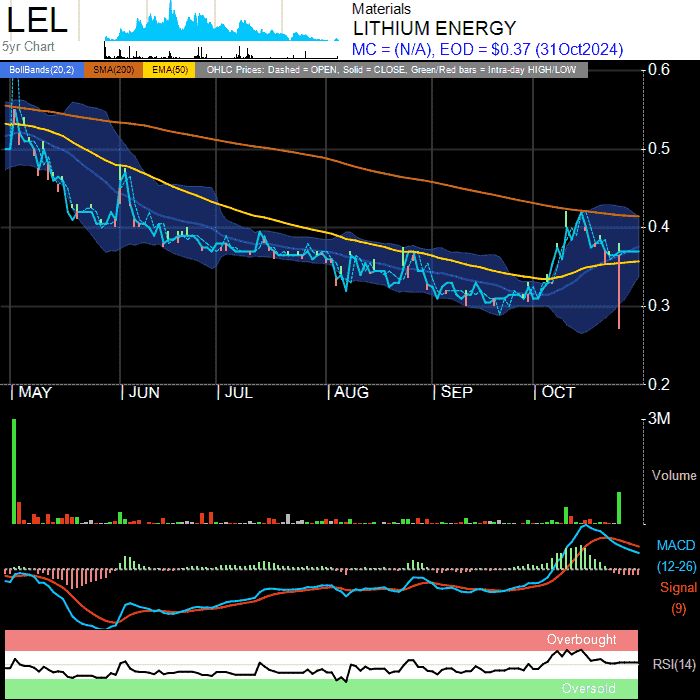 LEL
5yr Chart
Materials
LITHIUM ENERGY
MC = (N/A), EOD = $0.37 (31Oct2024)
BollBands(20,2) SMA(200) EMA(50) OHLC Prices: Dashed = OPEN, Solid = CLOSE, Green/Red bars = Intra-day HIGH/LOW
0.6
0.5
0.4
0.3
0.2
MAY JUN JUL AUG SEP OCT
3M
Volume
MACD
(12-26)
Signal
(9)
Overbought
RSI(14)
Oversold